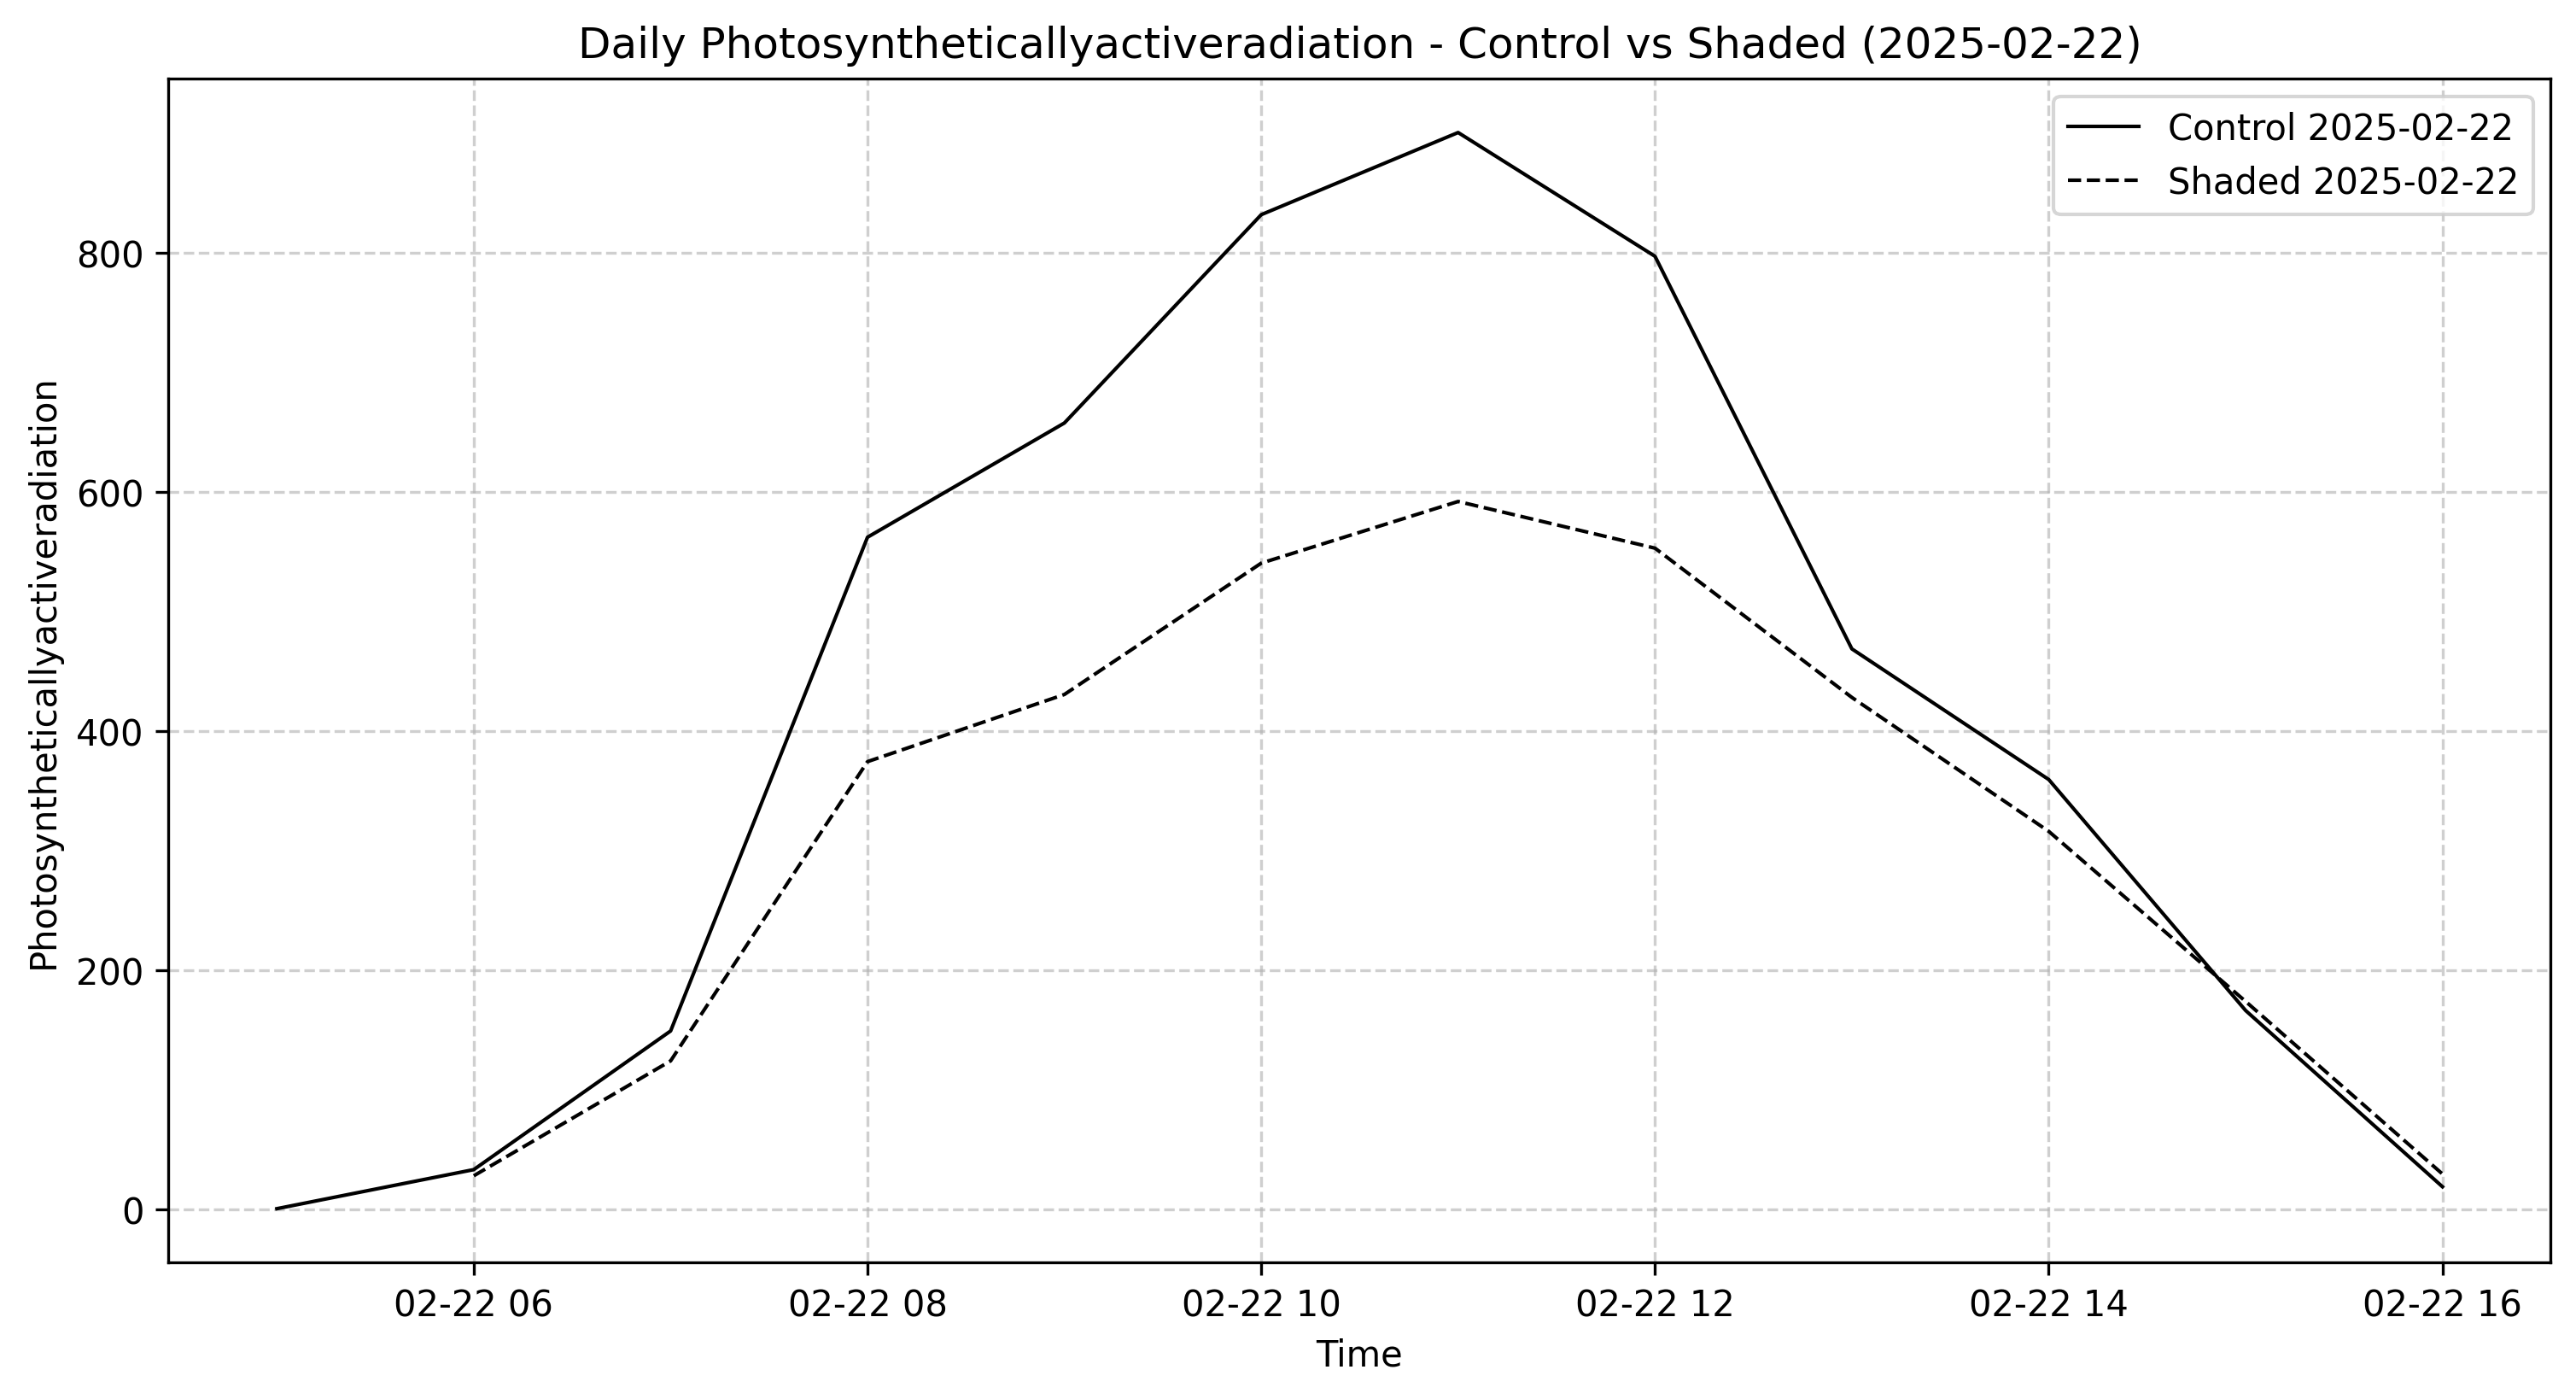 Daily Photosyntheticallyactiveradiation - Control vs Shaded (2025-02-22)
Control 2025-02-22
Shaded 2025-02-22
Photosyntheticallyactiveradiation
800
600
400
200
0
02-22 06
02-22 08
02-22 10
02-22 12
02-22 14
02-22 16
Time